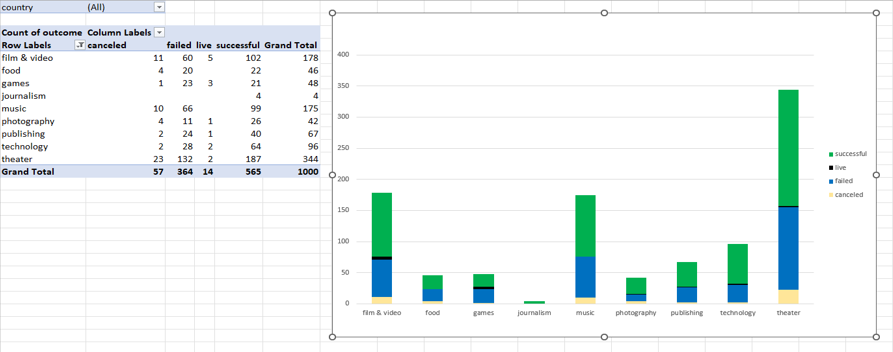 country (All)
Count of outcome Column Labels
Row Labels canceled failed live successful Grand Total
film & video 11 60 5 102 178
food 4 20 22 46
games 1 23 3 21 48
journalism 4 4
music 10 66 99 175
photography 4 11 1 26 42
publishing 2 24 1 40 67
technology 2 28 2 64 96
theater 23 132 2 187 344
Grand Total 57 364 14 565 1000
400
350
300
250
200
150
100
50
0
film & video food games journalism music photography publishing technology theater
successful
live
failed
canceled